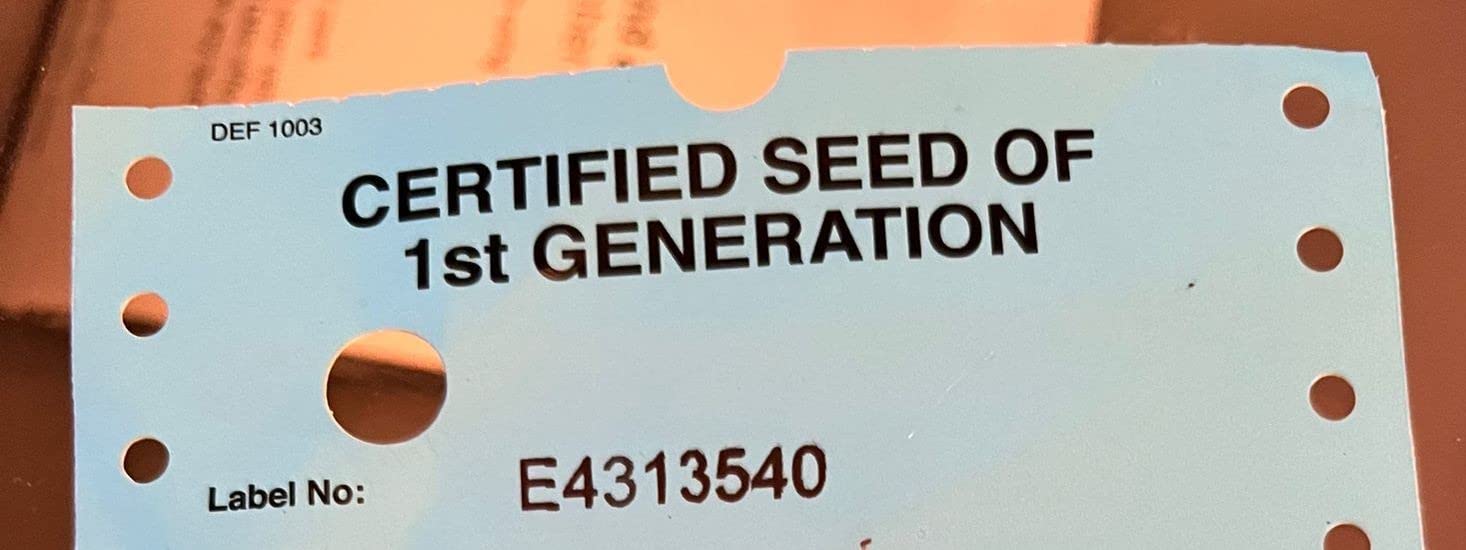 DEF 1003
CERTIFIED SEED OF
1st GENERATION
Label No: E4313540